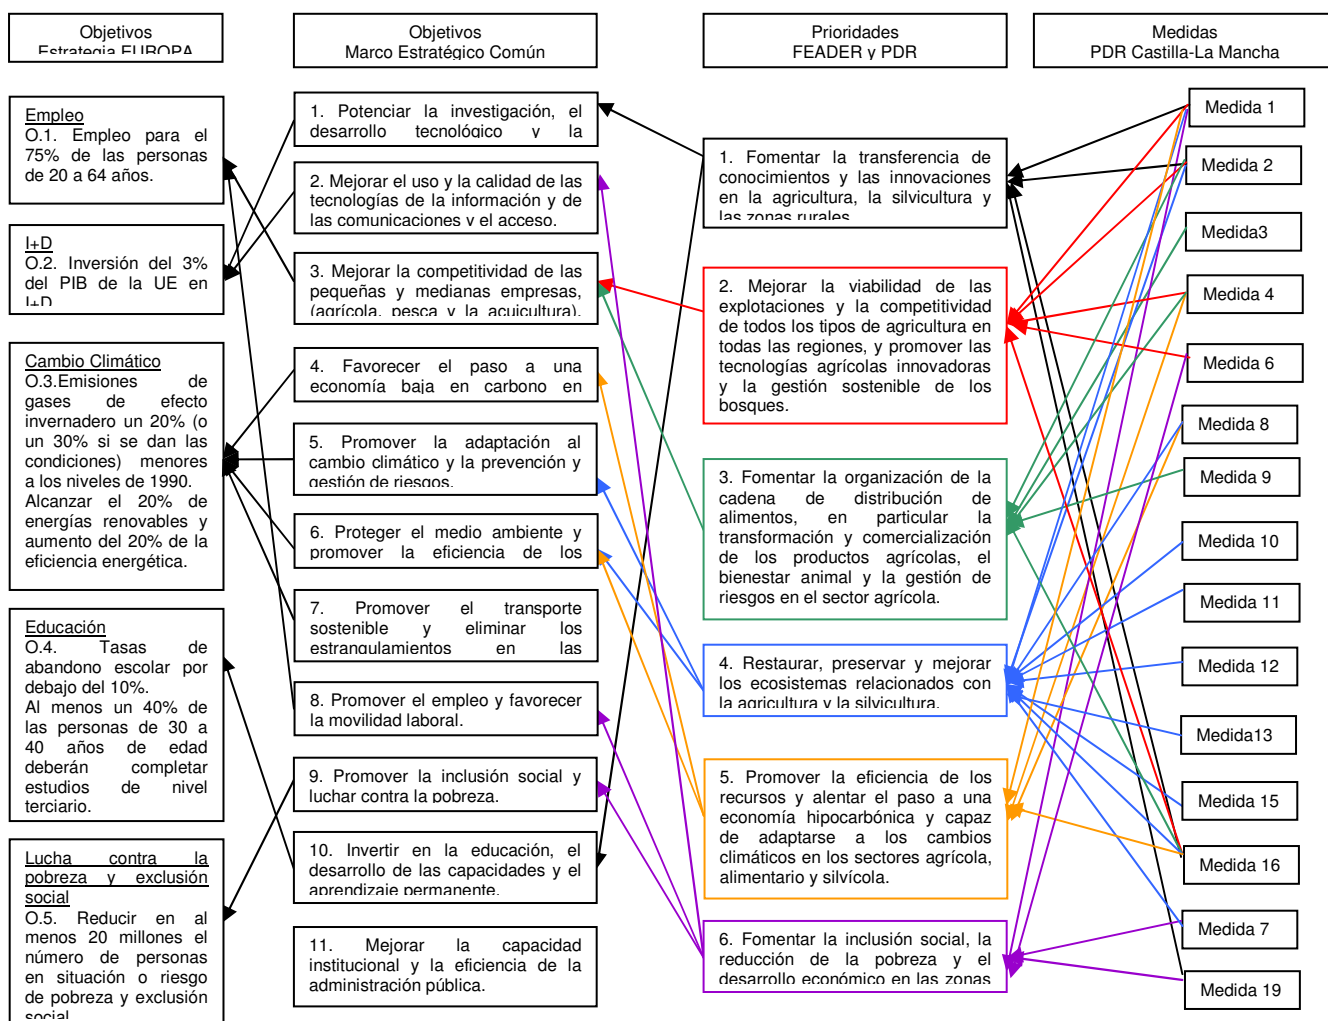 Objetivos
Estrategia EUROPA
Objetivos
Marco Estratégico Común
Prioridades
FEADER y PDR
Medidas
PDR Castilla-La Mancha
Empleo
O.1. Empleo para el
75% de las personas
de 20 a 64 años.
I+D
O.2. Inversión del 3%
del PIB de la UE en
I+D
Cambio Climático
O.3.Emisiones de
gases de efecto
invernadero un 20% (o
un 30% si se dan las
condiciones) menores
a los niveles de 1990.
Alcanzar el 20% de
energías renovables y
aumento del 20% de la
eficiencia energética.
Educación
O.4. Tasas de
abandono escolar por
debajo del 10%.
Al menos un 40% de
las personas de 30 a
40 años de edad
deberán completar
estudios de nivel
terciario.
Lucha contra la
pobreza y exclusión
social
O.5. Reducir en al
menos 20 millones el
número de personas
en situación o riesgo
de pobreza y exclusión
social
1. Potenciar la investigación, el
desarrollo tecnológico y la
2. Mejorar el uso y la calidad de las
tecnologías de la información y de
las comunicaciones y el acceso.
3. Mejorar la competitividad de las
pequeñas y medianas empresas,
(agrícola, pesca y la acuicultura).
4. Favorecer el paso a una
economía baja en carbono en
5. Promover la adaptación al
cambio climático y la prevención y
gestión de riesgos.
6. Proteger el medio ambiente y
promover la eficiencia de los
7. Promover el transporte
sostenible y eliminar los
estrangulamientos en las
8. Promover el empleo y favorecer
la movilidad laboral.
9. Promover la inclusión social y
luchar contra la pobreza.
10. Invertir en la educación, el
desarrollo de las capacidades y el
aprendizaje permanente.
11. Mejorar la capacidad
institucional y la eficiencia de la
administración pública.
1. Fomentar la transferencia de
conocimientos y las innovaciones
en la agricultura, la silvicultura y
las zonas rurales
2. Mejorar la viabilidad de las
explotaciones y la competitividad
de todos los tipos de agricultura en
todas las regiones, y promover las
tecnologías agrícolas innovadoras
y la gestión sostenible de los
bosques.
3. Fomentar la organización de la
cadena de distribución de
alimentos, en particular la
transformación y comercialización
de los productos agrícolas, el
bienestar animal y la gestión de
riesgos en el sector agrícola.
4. Restaurar, preservar y mejorar
los ecosistemas relacionados con
la agricultura y la silvicultura.
5. Promover la eficiencia de los
recursos y alentar el paso a una
economía hipocarbónica y capaz
de adaptarse a los cambios
climáticos en los sectores agrícola,
alimentario y silvícola.
6. Fomentar la inclusión social, la
reducción de la pobreza y el
desarrollo económico en las zonas
Medida 1
Medida 2
Medida3
Medida 4
Medida 6
Medida 8
Medida 9
Medida 10
Medida 11
Medida 12
Medida13
Medida 15
Medida 16
Medida 7
Medida 19